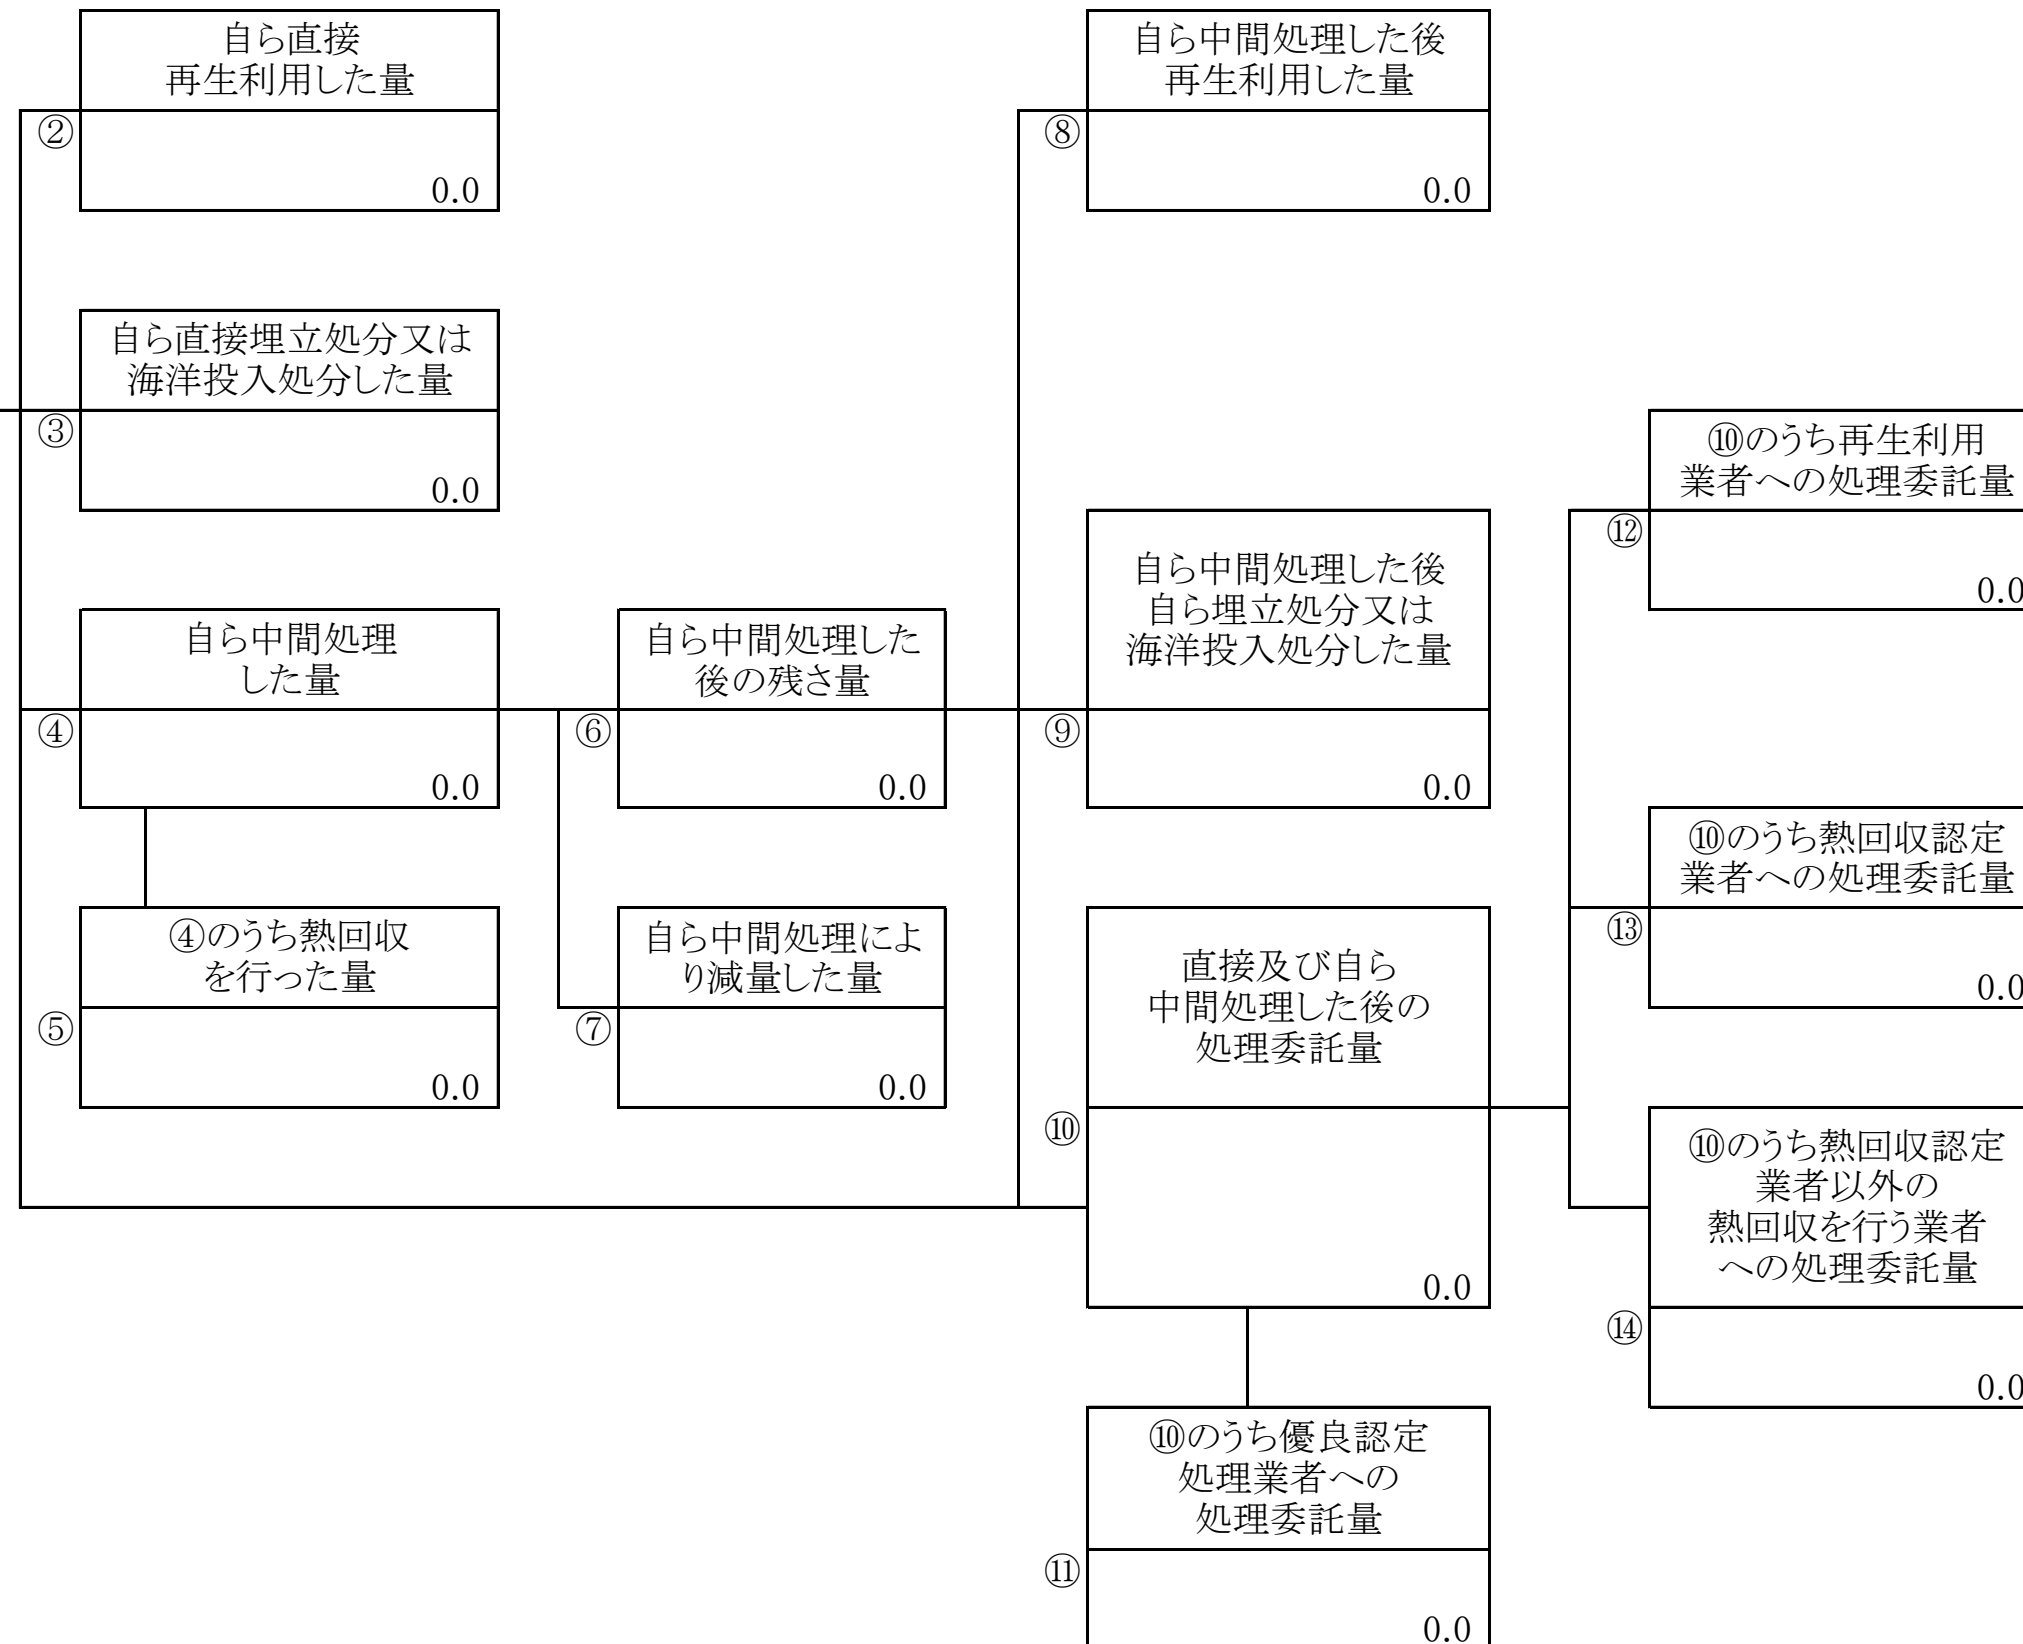 自ら直接
再生利用した量
②
0.0
自ら中間処理した後
再生利用した量
⑧
0.0
自ら直接埋立処分又は
海洋投入処分した量
③
0.0
⑩のうち再生利用
業者への処理委託量
⑫
0.0
自ら中間処理
した量
④
0.0
自ら中間処理した
後の残さ量
⑥
0.0
自ら中間処理した後
自ら埋立処分又は
海洋投入処分した量
⑨
0.0
⑩のうち熱回収認定
業者への処理委託量
⑬
0.0
④のうち熱回収
を行った量
⑤
0.0
自ら中間処理によ
り減量した量
⑦
0.0
直接及び自ら
中間処理した後の
処理委託量
⑩
0.0
⑩のうち熱回収認定
業者以外の
熱回収を行う業者
への処理委託量
⑭
0.0
⑩のうち優良認定
処理業者への
処理委託量
⑪
0.0